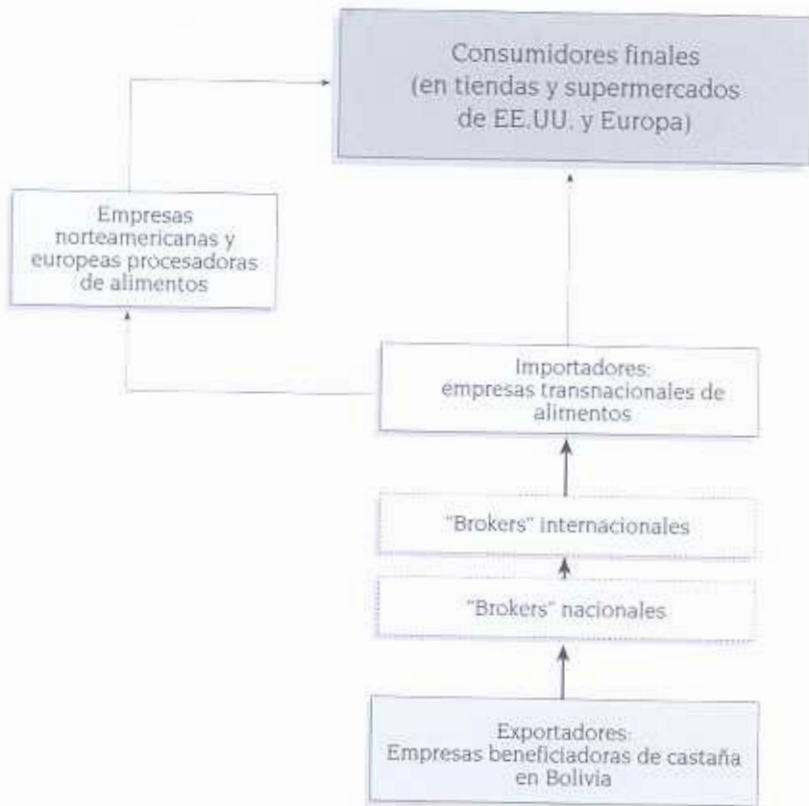 Consumidores finales
(en tiendas y supermercados
de EE.UU. y Europa)
Empresas
norteamericanas y
europeas procesadoras
de alimentos
Importadores:
empresas transnacionales de
alimentos
"Brokers" internacionales
"Brokers" nacionales
Exportadores:
Empresas beneficiadoras de castaña
en Bolivia